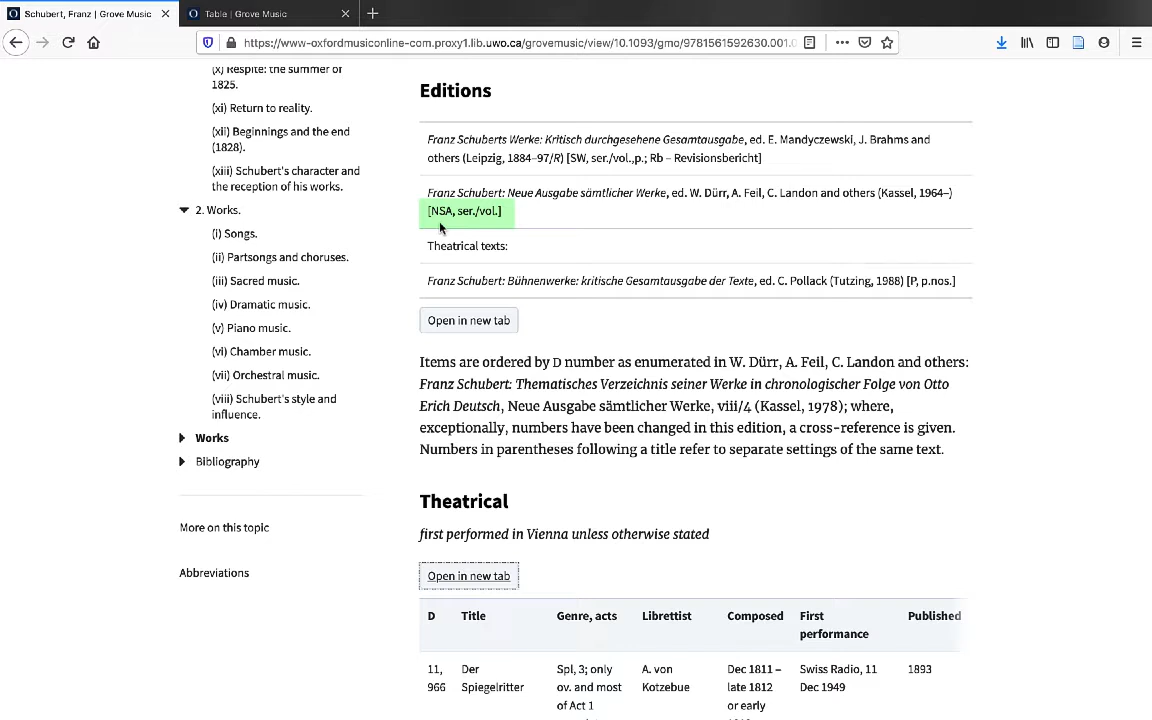 Schubert, Franz | Grove Music
Table | Grove Music
https://www-oxfordmusiconline-com.proxy1.lib.uwo.ca/grovemusic/view/10.1093/gmo/9781561592630.001.0
(x) Respite: the summer of
1825.
(xi) Return to reality.
(xii) Beginnings and the end
(1828).
(xiii) Schubert's character and
the reception of his works.
2. Works.
(i) Songs.
(ii) Partsongs and choruses.
(iii) Sacred music.
(iv) Dramatic music.
(v) Piano music.
(vi) Chamber music.
(vii) Orchestral music.
(viii) Schubert's style and
influence.
Works
Bibliography
More on this topic
Abbreviations
Editions
Franz Schuberts Werke: Kritisch durchgesehene Gesamtausgabe, ed. E. Mandyczewski, J. Brahms and
others (Leipzig, 1884–97/R) [SW, ser./vol.,p.; Rb – Revisionsbericht]
Franz Schubert: Neue Ausgabe sämtlicher Werke, ed. W. Dürr, A. Feil, C. Landon and others (Kassel, 1964–)
[NSA, ser./vol.]
Theatrical texts:
Franz Schubert: Bühnenwerke: kritische Gesamtausgabe der Texte, ed. C. Pollack (Tutzing, 1988) [P, p.nos.]
Open in new tab
Items are ordered by D number as enumerated in W. Dürr, A. Feil, C. Landon and others:
Franz Schubert: Thematisches Verzeichnis seiner Werke in chronologischer Folge von Otto
Erich Deutsch, Neue Ausgabe sämtlicher Werke, viii/4 (Kassel, 1978); where,
exceptionally, numbers have been changed in this edition, a cross-reference is given.
Numbers in parentheses following a title refer to separate settings of the same text.
Theatrical
first performed in Vienna unless otherwise stated
Open in new tab
D Title Genre, acts Librettist Composed First Published
performance
11, Der Spl, 3; only A. von Dec 1811 – Swiss Radio, 11 1893
966 Spiegelritter ov. and most Kotzebue late 1812 Dec 1949
of Act 1 or early